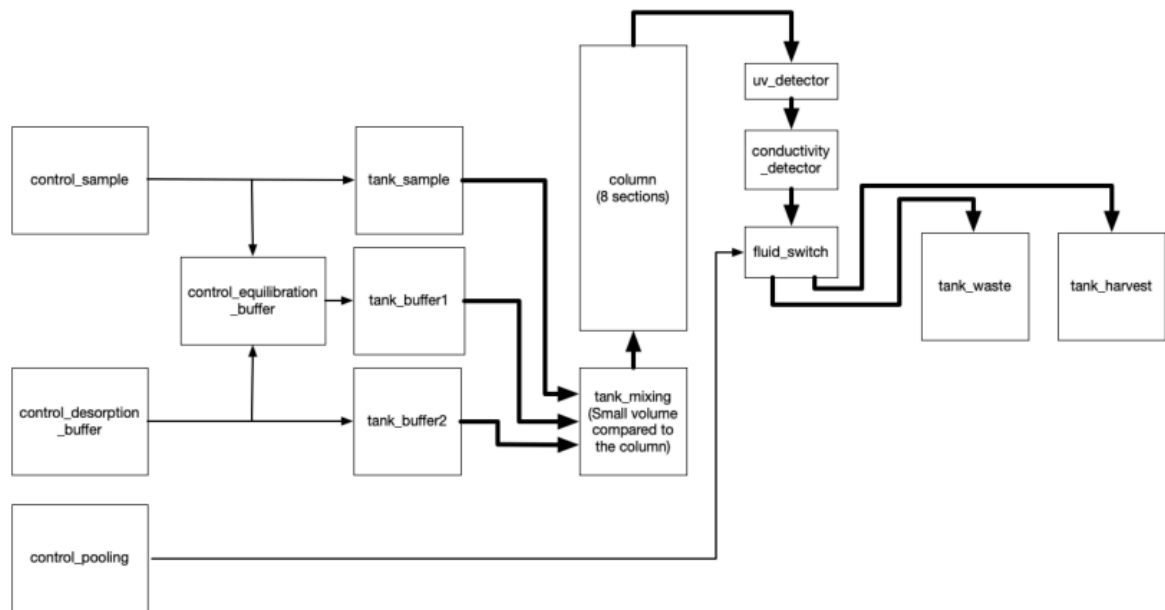 uv_detector
conductivity
_detector
control_sample
tank_sample
column
(8 sections)
fluid_switch
control_equilibration
_buffer
tank_buffer1
tank_waste
tank_harvest
control_desorption
_buffer
tank_buffer2
tank_mixing
(Small volume
compared to
the column)
control_pooling